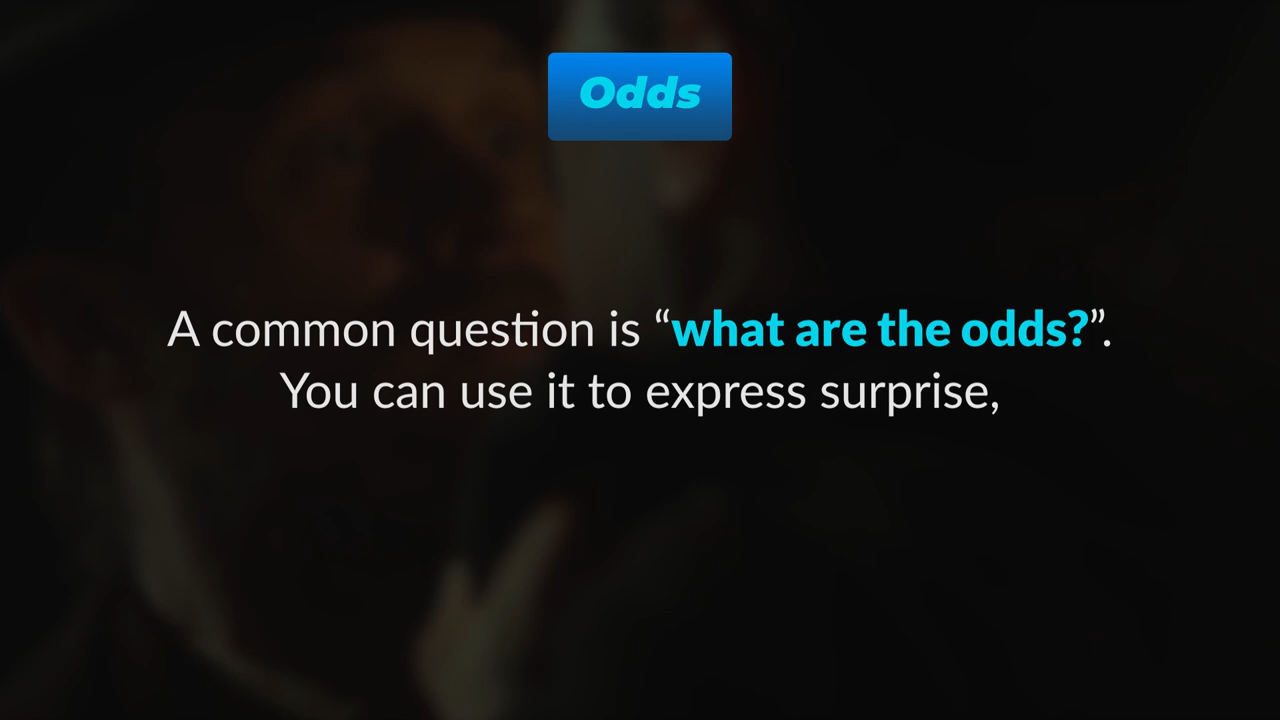 Odds
A common question is “what are the odds?”.
You can use it to express surprise,